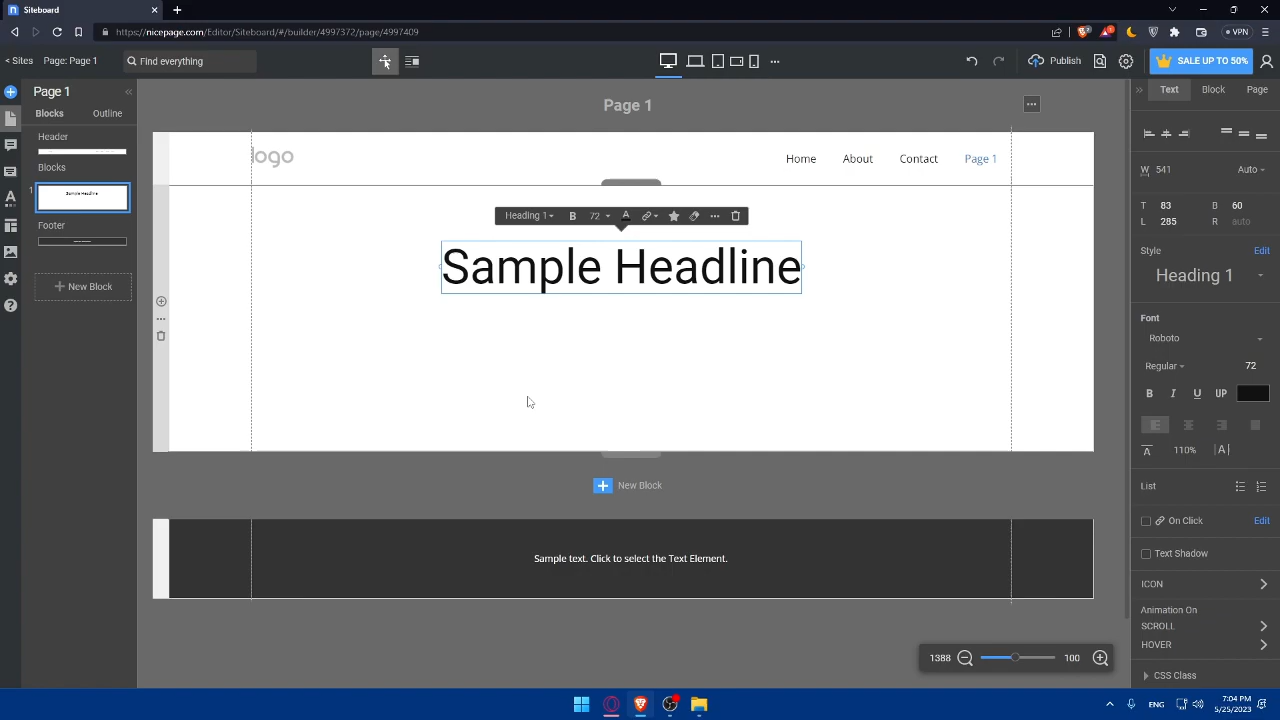 Siteboard
https://nicepage.com/Editor/Siteboard/#/builder/4997372/page/4997409
VPN
< Sites
Page: Page 1
Find everything
Publish
SALE UP TO 50%
Page 1
Blocks
Outline
Header
Blocks
1
Sample Headline
Footer
New Block
Page 1
logo
Home
About
Contact
Page 1
Heading 1
B
72
A
Sample Headline
New Block
Sample text. Click to select the Text Element.
1388
100
Text
Block
Page
W 541
Auto
T 83
B 60
L 285
R auto
Style
Edit
Heading 1
Font
Roboto
Regular
72
B
I
U
UP
110%
List
On Click
Edit
Text Shadow
ICON
Animation On
SCROLL
HOVER
CSS Class
ENG
7:04 PM
5/25/2023